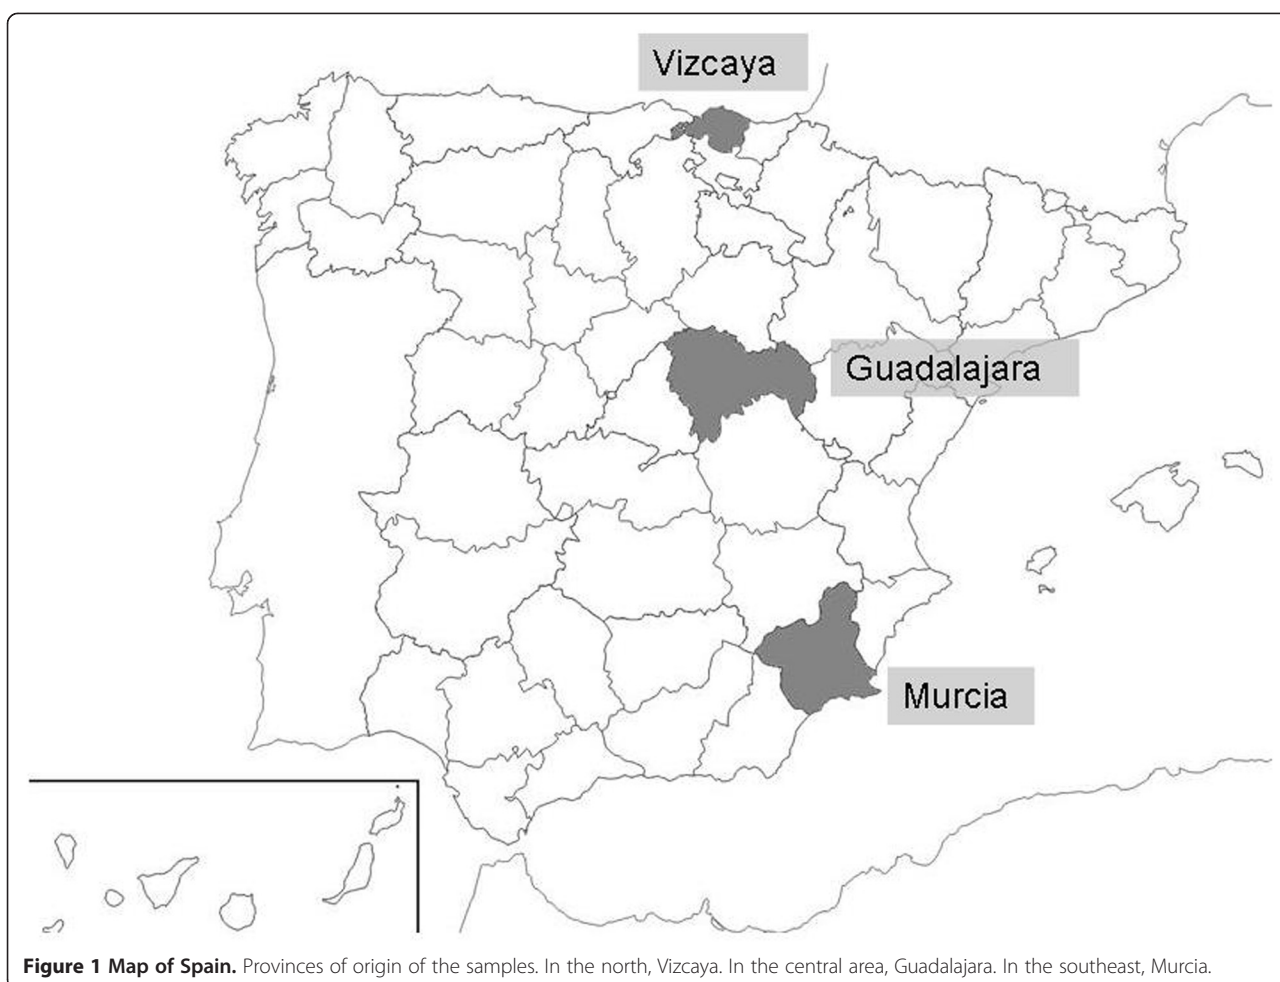 Vizcaya
Guadalajara
Murcia
Figure 1 Map of Spain. Provinces of origin of the samples. In the north, Vizcaya. In the central area, Guadalajara. In the southeast, Murcia.